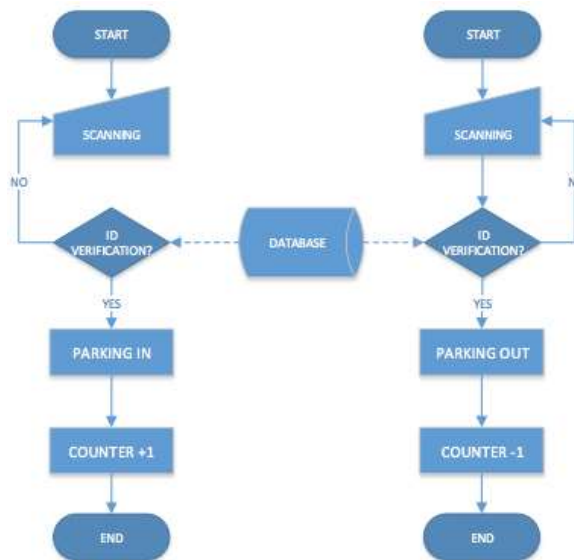 START
SCANNING
NO
ID
VERIFICATION?
YES
PARKING IN
COUNTER +1
END
DATABASE
START
SCANNING
ID
VERIFICATION?
YES
PARKING OUT
COUNTER -1
END